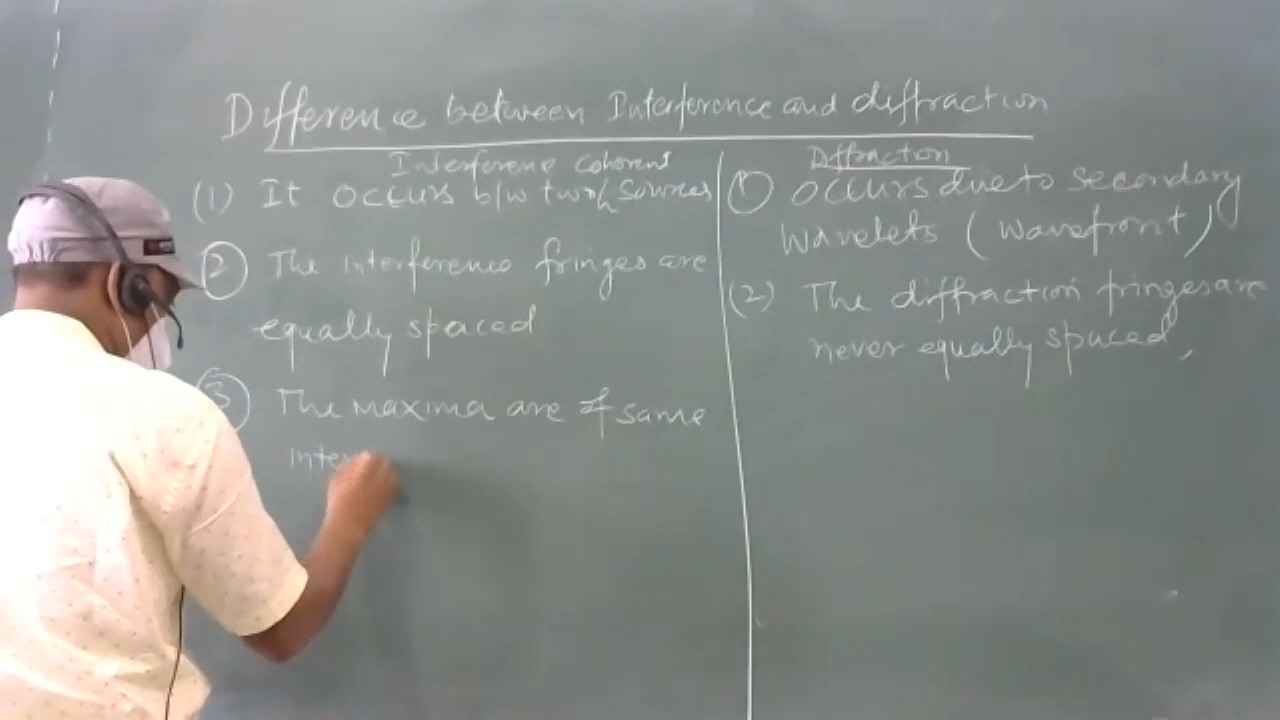 Difference between Interference and diffraction
Interference
(1) It occurs b/w two coherent sources
(2) The interference fringes are
equally spaced
(3) The maxima are of same
inte
Diffraction
(1) occurs due to secondary
wavelets (wavefront)
(2) The diffraction fringes are
never equally spaced,